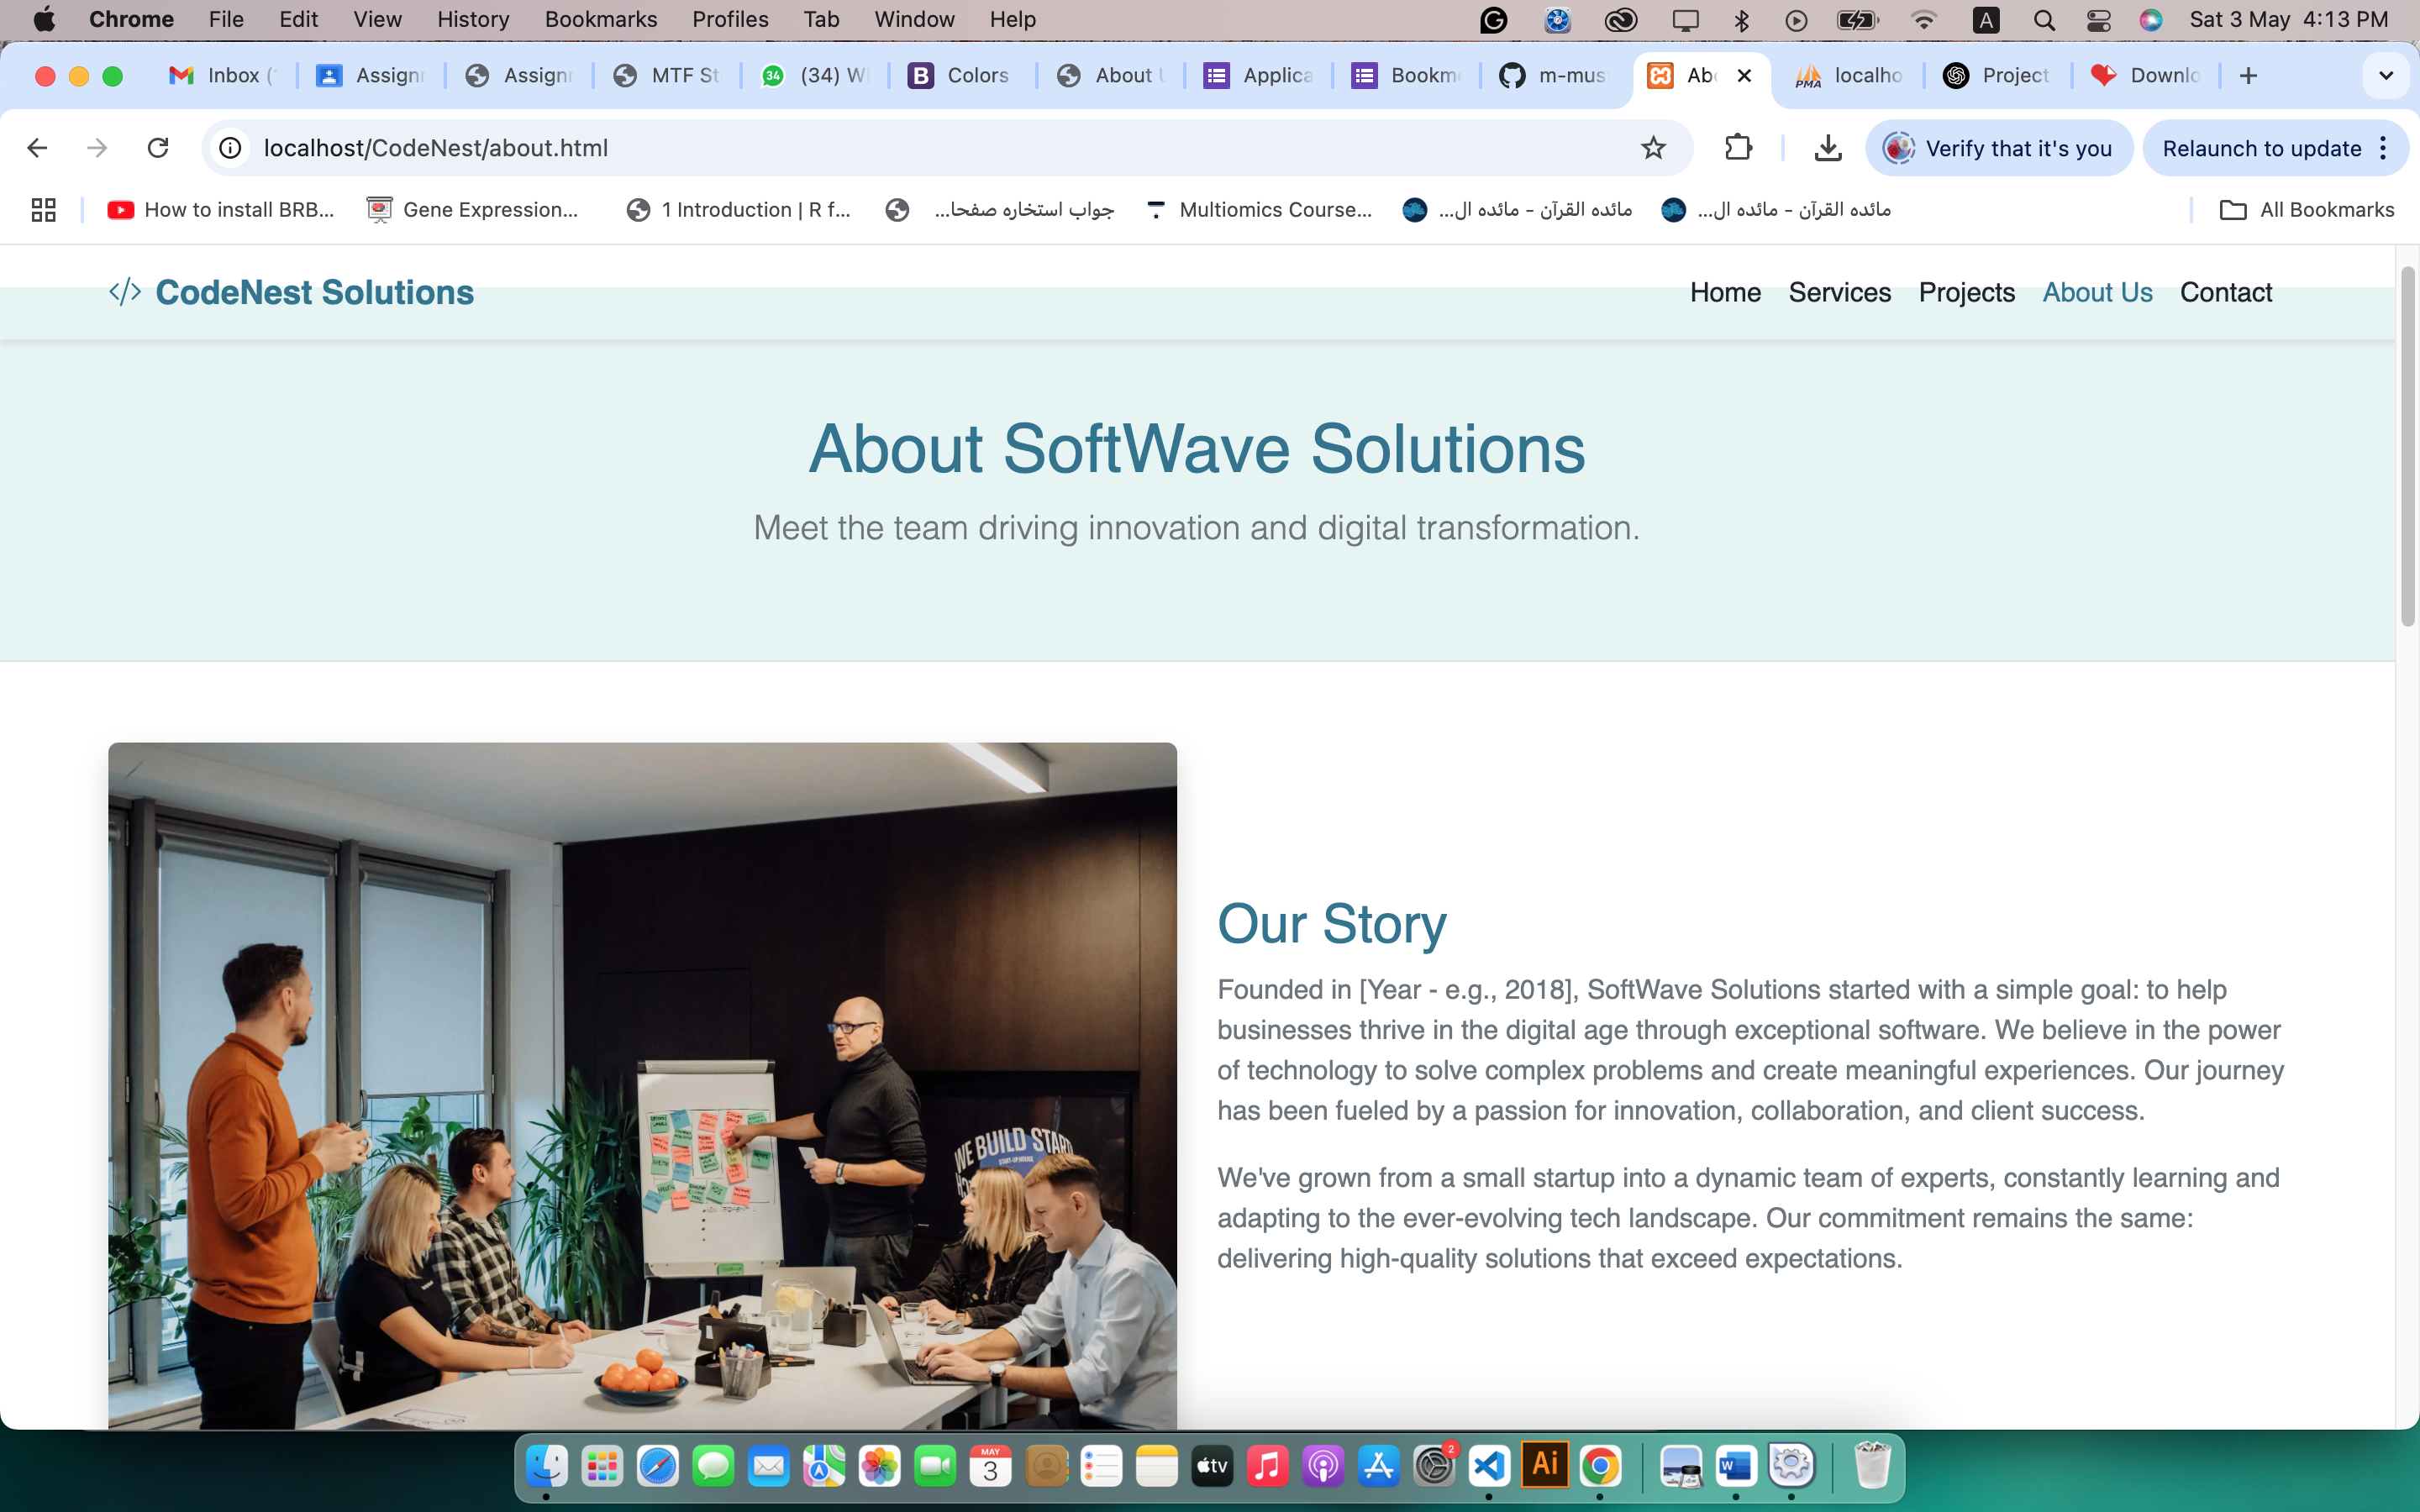 Chrome File Edit View History Bookmarks Profiles Tab Window Help A Sat 3 May 4:13 PM
Inbox ( Assign Assign MTF St 34 (34) W B Colors About Applica Bookm m-mus Ab PMA localho Project Downlo
localhost/CodeNest/about.html Verify that it's you Relaunch to update
How to install BRB... Gene Expression... 1 Introduction | R f... جواب استخاره صفحا... Multiomics Course... مائده القرآن - مائده ال... مائده القرآن - مائده ال... All Bookmarks
</> CodeNest Solutions Home Services Projects About Us Contact
About SoftWave Solutions
Meet the team driving innovation and digital transformation.
WE BUILD START
START-UP HOUSE
Our Story
Founded in [Year - e.g., 2018], SoftWave Solutions started with a simple goal: to help
businesses thrive in the digital age through exceptional software. We believe in the power
of technology to solve complex problems and create meaningful experiences. Our journey
has been fueled by a passion for innovation, collaboration, and client success.
We've grown from a small startup into a dynamic team of experts, constantly learning and
adapting to the ever-evolving tech landscape. Our commitment remains the same:
delivering high-quality solutions that exceed expectations.
MAY
3
tv
2
Ai
W